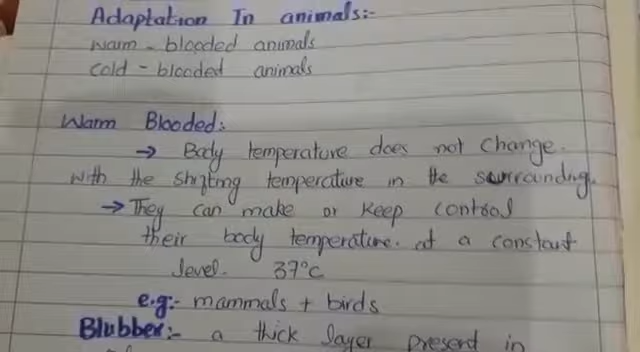 Adaptation In animals:-
warm - blooded animals
cold - blooded animals
Warm Blooded:
→ Body temperature does not change.
with the shifting temperature in the surrounding.
→ They can make or keep control
their body temperature. at a constant
level. 37°C
e.g:- mammals + birds
Blubber:- a thick layer present in